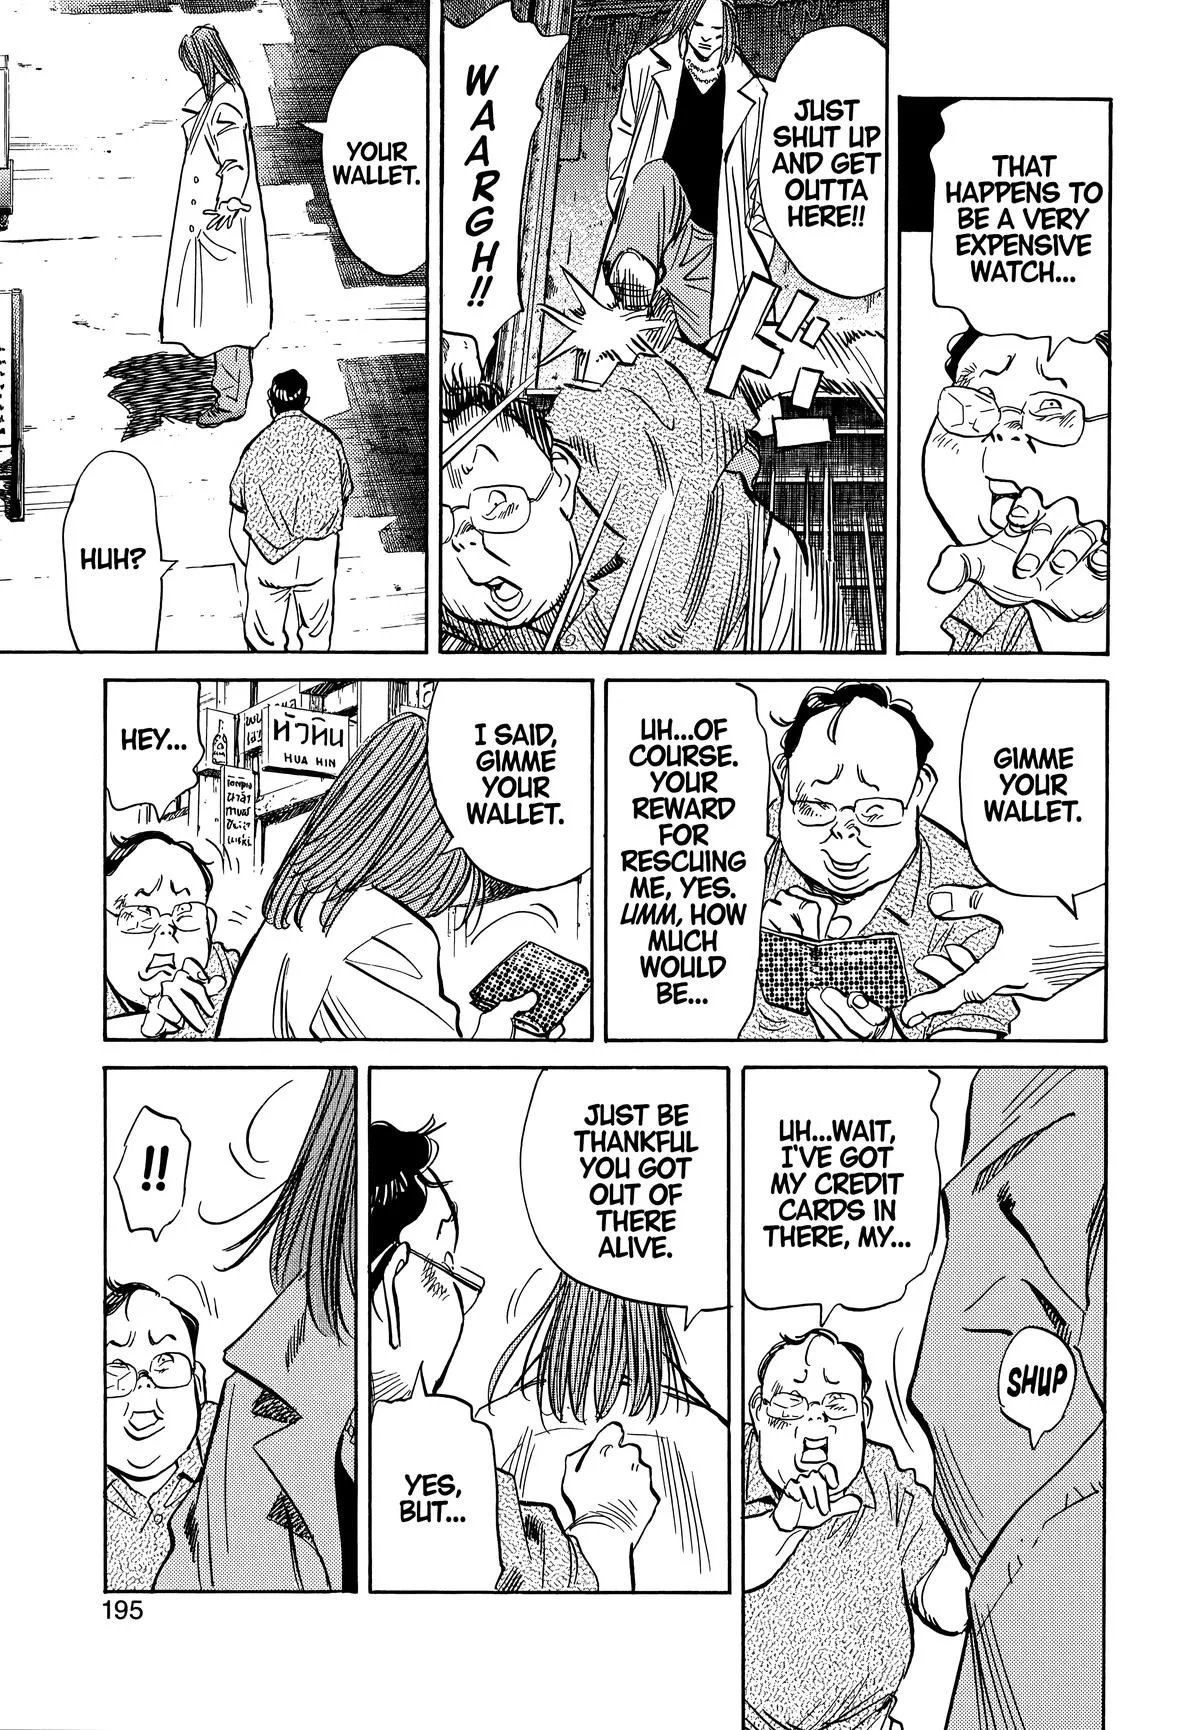 THAT
HAPPENS TO
BE A VERY
EXPENSIVE
WATCH...
JUST
SHUT UP
AND GET
OUTTA
HERE!!
ドッ
WAARGH!!
YOUR
WALLET.
HUH?
GIMME
YOUR
WALLET.
UH...OF
COURSE.
YOUR
REWARD
FOR
RESCUING
ME, YES.
UMM, HOW
MUCH
WOULD
BE...
I SAID,
GIMME
YOUR
WALLET.
หัวหิน
HUA HIN
HEY...
UH...WAIT,
I'VE GOT
MY CREDIT
CARDS IN
THERE, MY...
SHUP
JUST BE
THANKFUL
YOU GOT
OUT OF
THERE
ALIVE.
YES,
BUT...
!!
195